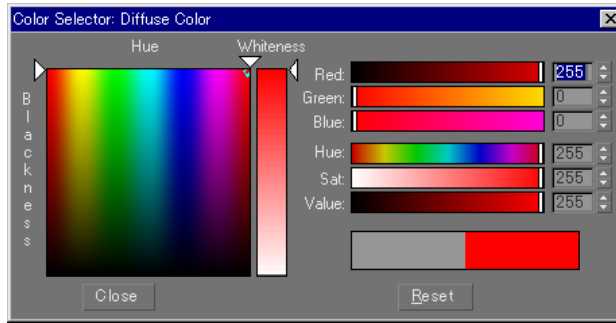 Color Selector: Diffuse Color
Hue Whiteness
Blackness
Red: 255
Green: 0
Blue: 0
Hue: 255
Sat: 255
Value: 255
Close Reset